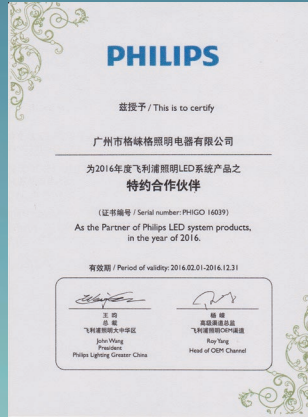 PHILIPS
兹授予 / This is to certify
广州市格崃格照明电器有限公司
为2016年度飞利浦照明LED系统产品之
特约合作伙伴
(证书编号 / Serial number: PHIGO 16039)
As the Partner of Philips LED system products,
in the year of 2016.
有效期 / Period of validity: 2016.02.01-2016.12.31
王昀
总裁
飞利浦照明大中华区
John Wang
President
Philips Lighting Greater China
杨嵘
高级渠道总监
飞利浦照明OEM渠道
Roy Yang
Head of OEM Channel